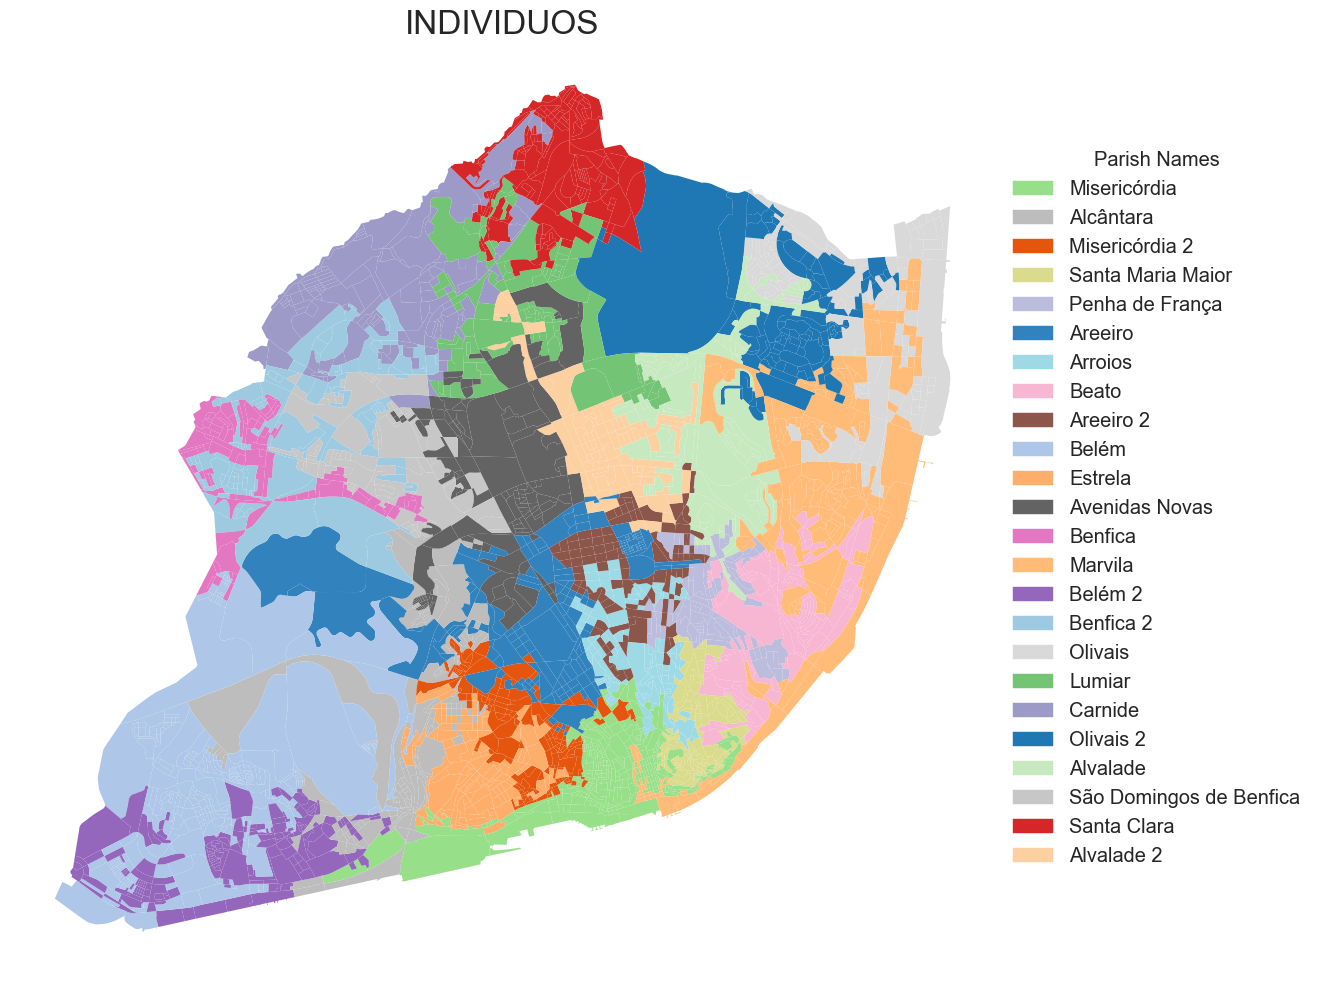 INDIVIDUOS
Parish Names
Misericórdia
Alcântara
Misericórdia 2
Santa Maria Maior
Penha de França
Areeiro
Arroios
Beato
Areeiro 2
Belém
Estrela
Avenidas Novas
Benfica
Marvila
Belém 2
Benfica 2
Olivais
Lumiar
Carnide
Olivais 2
Alvalade
São Domingos de Benfica
Santa Clara
Alvalade 2